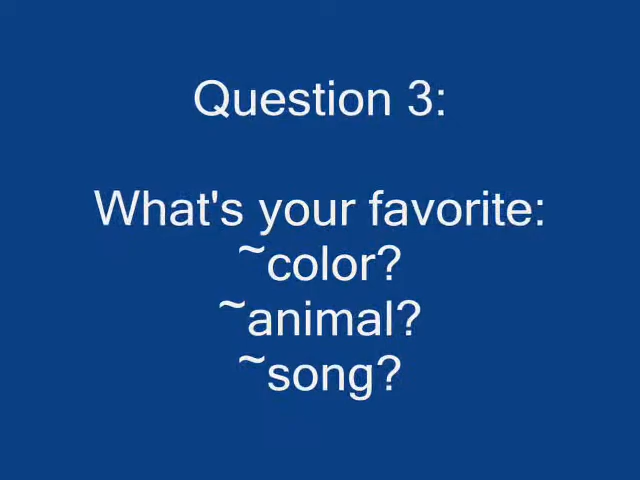 Question 3:
What's your favorite:
~color?
~animal?
~song?